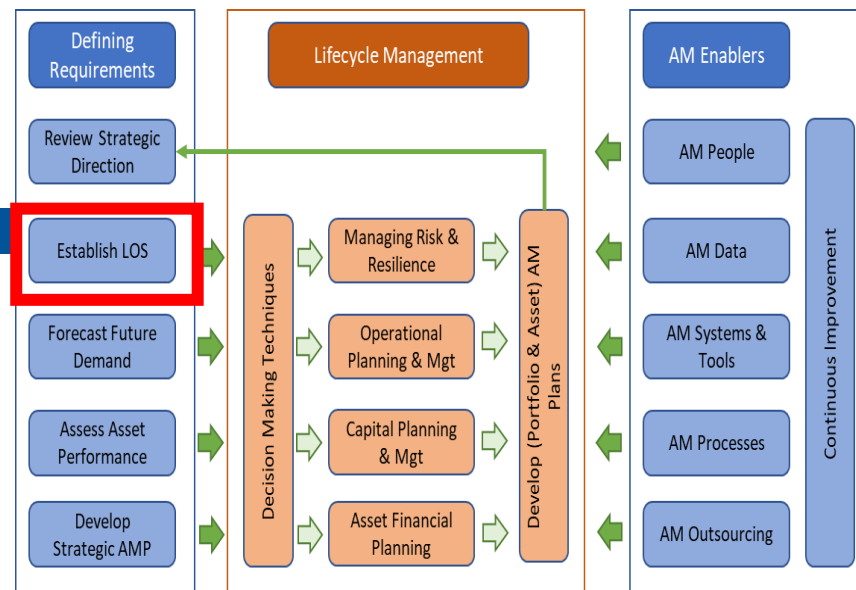 Defining
Requirements
Review Strategic
Direction
Establish LOS
Forecast Future
Demand
Assess Asset
Performance
Develop
Strategic AMP
Lifecycle Management
Decision Making Techniques
Managing Risk &
Resilience
Operational
Planning & Mgt
Capital Planning
& Mgt
Asset Financial
Planning
Develop (Portfolio & Asset) AM
Plans
AM Enablers
AM People
AM Data
AM Systems &
Tools
AM Processes
AM Outsourcing
Continuous Improvement